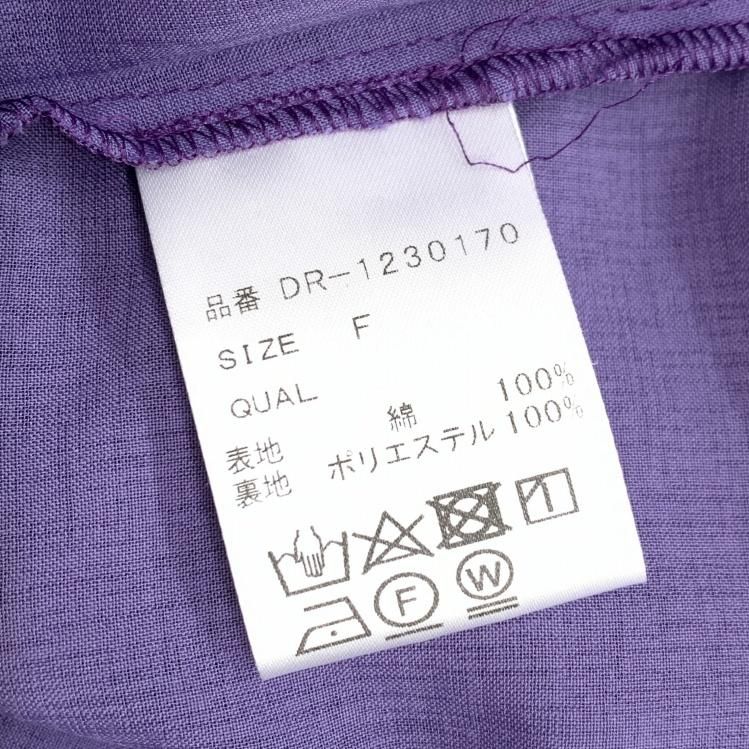 品番 DR-1230170
SIZE F
QUAL
表地 綿 100%
裏地 ポリエステル 100%
F W